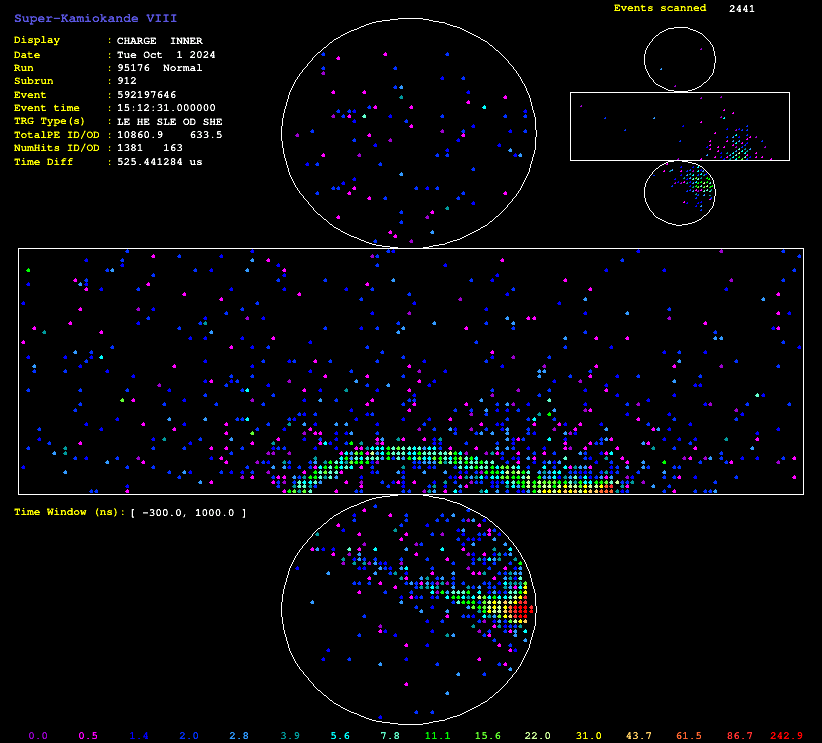 Super-Kamiokande VIII
Events scanned 2441
Display : CHARGE INNER
Date : Tue Oct 1 2024
Run : 95176 Normal
Subrun : 912
Event : 592197646
Event time : 15:12:31.000000
TRG Type(s) : LE HE SLE OD SHE
TotalPE ID/OD : 10860.9 633.5
NumHits ID/OD : 1381 163
Time Diff : 525.441284 us
Time Window (ns): [ -300.0, 1000.0 ]
0.0 0.5 1.4 2.0 2.8 3.9 5.6 7.8 11.1 15.6 22.0 31.0 43.7 61.5 86.7 242.9